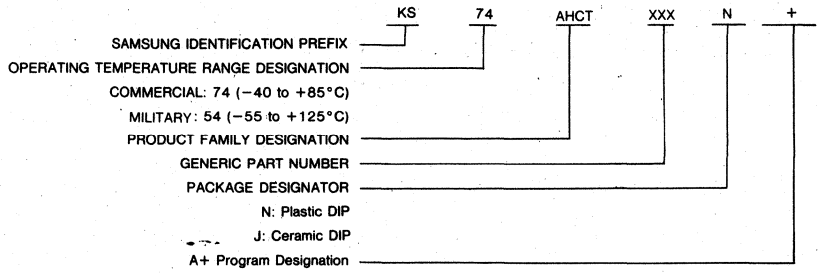 KS 74 AHCT XXX N +
SAMSUNG IDENTIFICATION PREFIX
OPERATING TEMPERATURE RANGE DESIGNATION
COMMERCIAL: 74 (−40 to +85°C)
MILITARY: 54 (−55 to +125°C)
PRODUCT FAMILY DESIGNATION
GENERIC PART NUMBER
PACKAGE DESIGNATOR
N: Plastic DIP
J: Ceramic DIP
A+ Program Designation